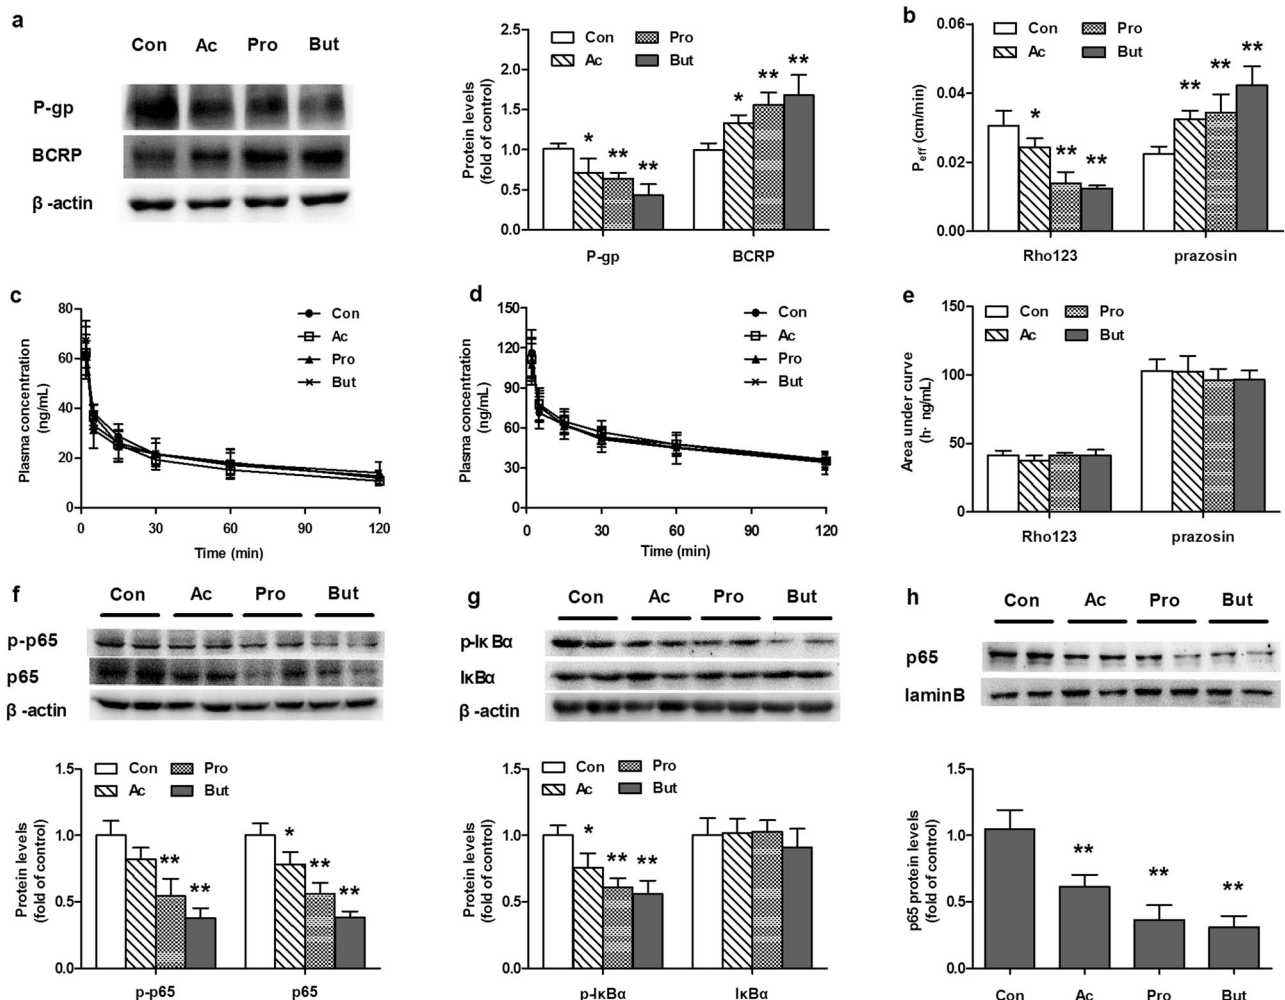 a
Con Ac Pro But
P-gp
BCRP
β -actin
Protein levels
(fold of control)
2.5
2.0
1.5
1.0
0.5
0.0
Con Pro
Ac But
* ** **
* ** **
P-gp BCRP
b
P eff (cm/min)
0.06
0.04
0.02
0.00
Con Pro
Ac But
* ** **
** ** **
Rho123 prazosin
c
Plasma concentration
(ng/mL)
80
60
40
20
0
Con
Ac
Pro
But
0 30 60 90 120
Time (min)
d
Plasma concentration
(ng/mL)
150
120
90
60
30
0
Con
Ac
Pro
But
0 30 60 90 120
Time (min)
e
Area under curve
(h· ng/mL)
150
100
50
0
Con Pro
Ac But
Rho123 prazosin
f
Con Ac Pro But
p-p65
p65
β -actin
Protein levels
(fold of control)
1.5
1.0
0.5
0.0
Con Pro
Ac But
** **
* ** **
p-p65 p65
g
Con Ac Pro But
p-Iκ Bα
IκBα
β -actin
Protein levels
(fold of control)
1.5
1.0
0.5
0.0
Con Pro
Ac But
* ** **
p-IκBα IκBα
h
Con Ac Pro But
p65
laminB
p65 protein levels
(fold of control)
1.5
1.0
0.5
0.0
** ** **
Con Ac Pro But